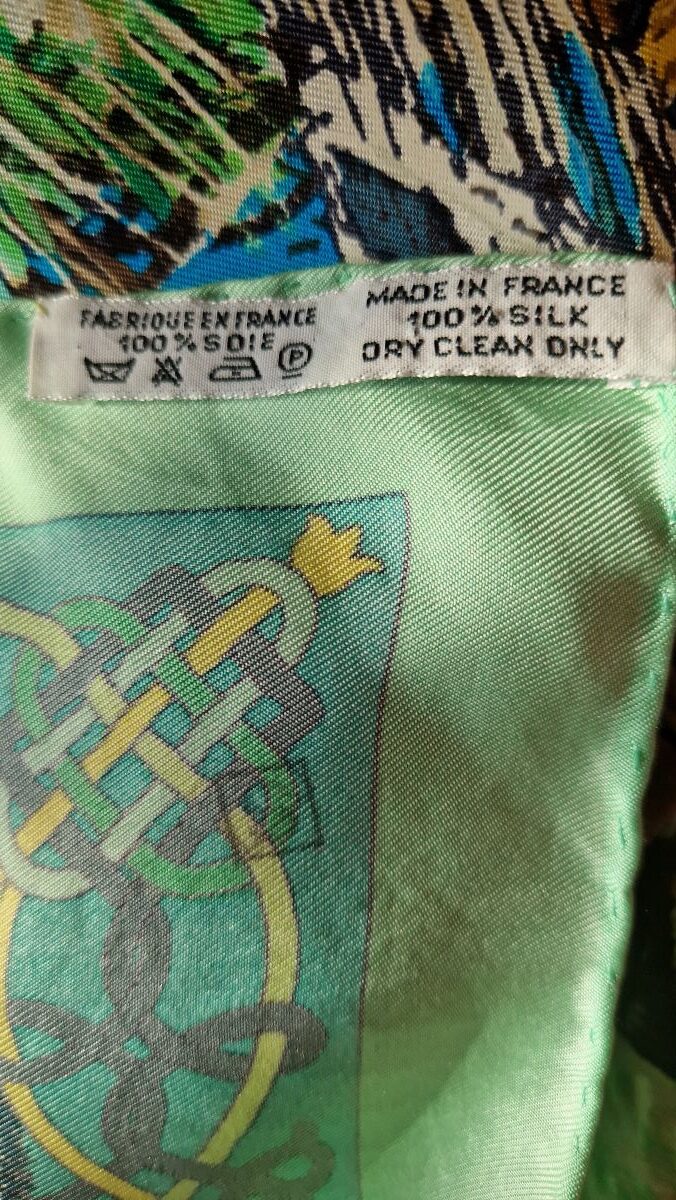 FABRIQUE EN FRANCE
100% SOIE
P
MADE IN FRANCE
100% SILK
DRY CLEAN ONLY